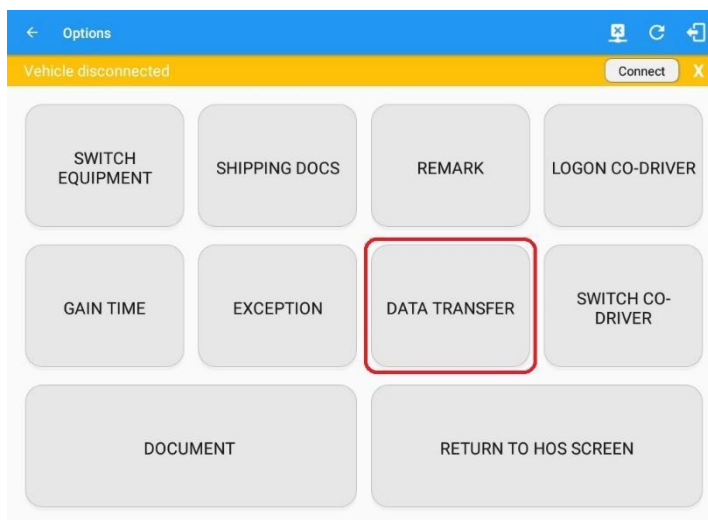 Options
Vehicle disconnected
Connect
X
SWITCH
EQUIPMENT
SHIPPING DOCS
REMARK
LOGON CO-DRIVER
GAIN TIME
EXCEPTION
DATA TRANSFER
SWITCH CO-
DRIVER
DOCUMENT
RETURN TO HOS SCREEN